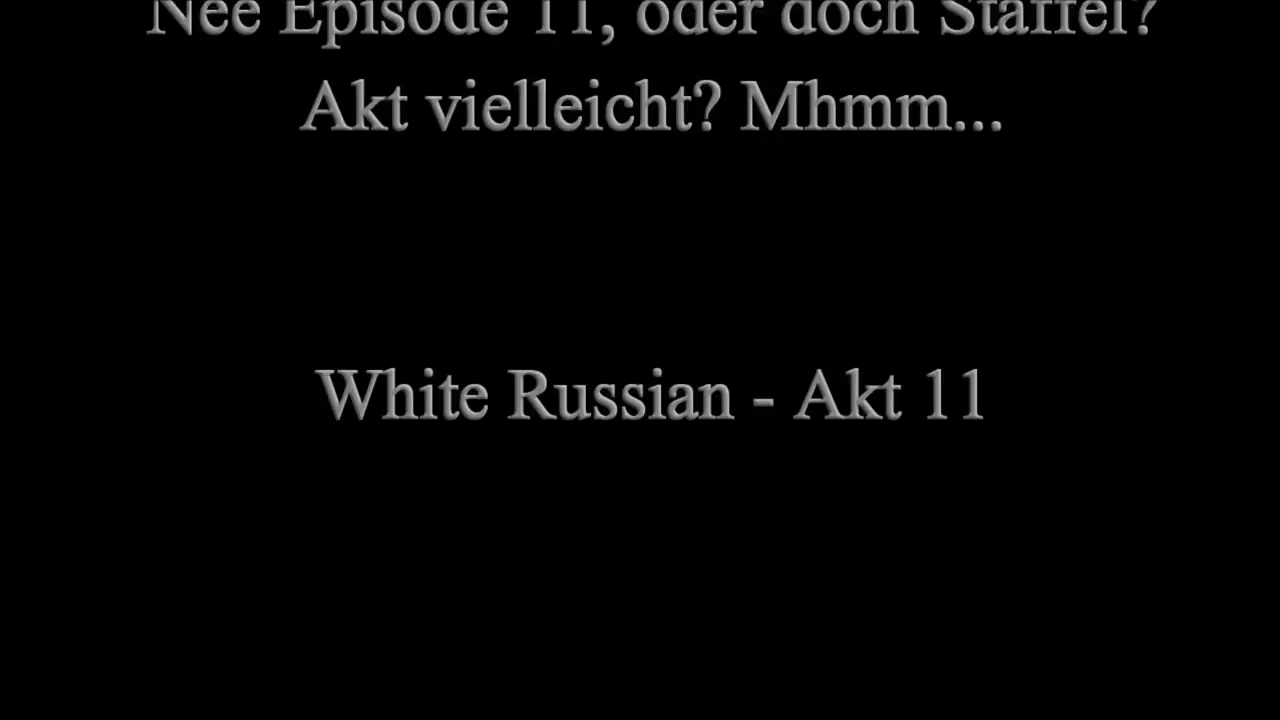 Nee Episode 11, oder doch Staffel?
Akt vielleicht? Mhmm...
White Russian - Akt 11